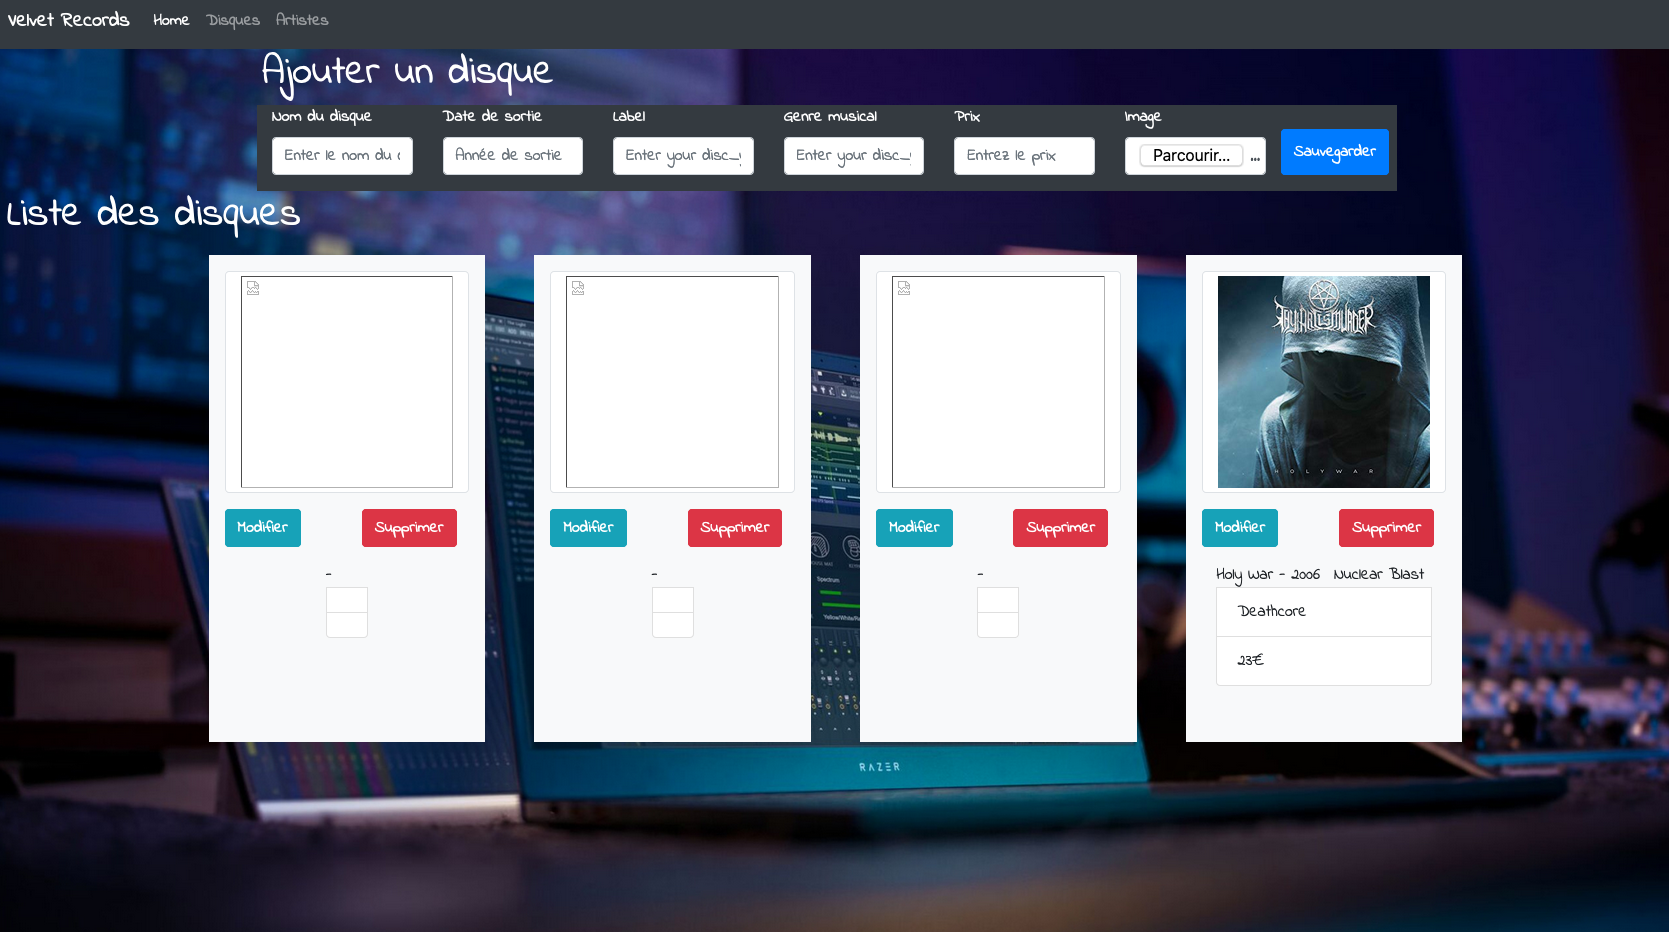 Velvet Records Home Disques Artistes
Ajouter un disque
Nom du disque Date de sortie Label Genre musical Prix Image
Enter le nom du d Année de sortie Enter your disc_ Enter your disc_ Entrez le prix Parcourir... ... Sauvegarder
Liste des disques
THY ART IS MURDER
HOLY WAR
Modifier Supprimer Modifier Supprimer Modifier Supprimer Modifier Supprimer
- - - Holy War - 2006 Nuclear Blast
Deathcore
23€
Spectrum
RAZER